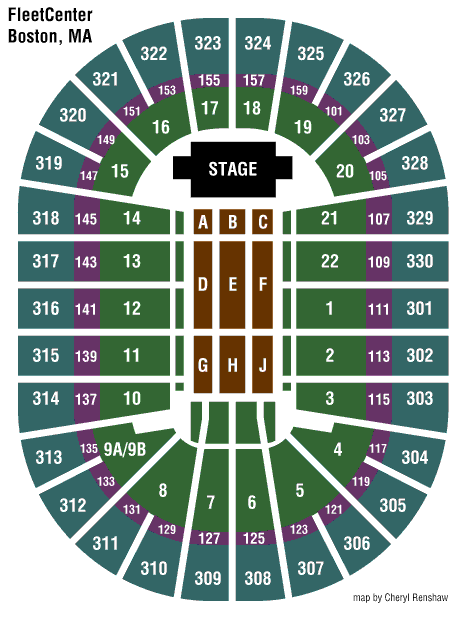 FleetCenter
Boston, MA
322 323 324 325
321 326
320 327
319 328
153 155 157 159
151 101
149 103
147 105
16 17 18 19
15 20
STAGE
318 145 14 A B C 21 107 329
317 143 13 D E F 22 109 330
316 141 12 1 111 301
315 139 11 G H J 2 113 302
314 137 10 3 115 303
313 135 9A/9B 4 117 304
133 8 7 6 5 119
312 131 121 305
311 129 127 125 123 306
310 309 308 307
map by Cheryl Renshaw